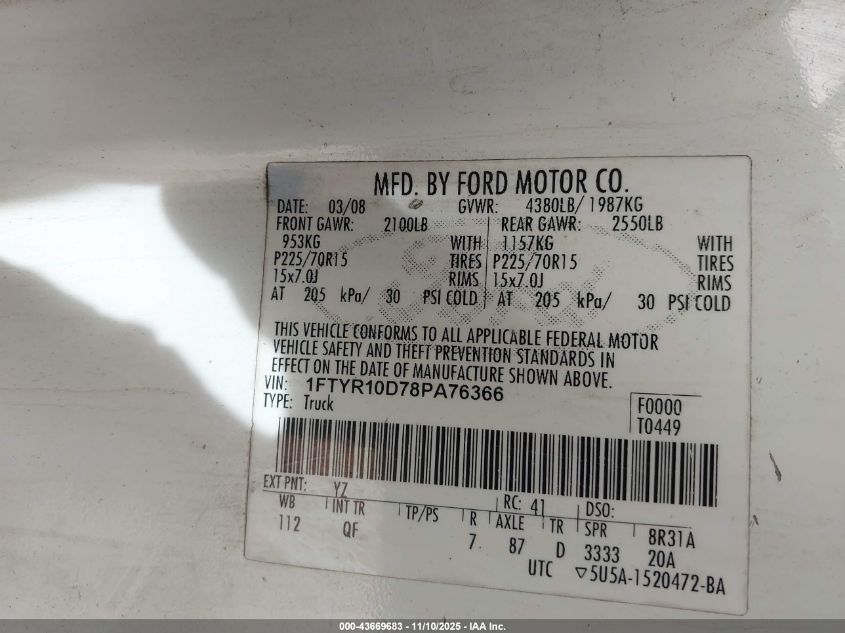 MFD. BY FORD MOTOR CO.
DATE: 03/08 GVWR: 4380LB/ 1987KG
FRONT GAWR: 2100LB REAR GAWR: 2550LB
953KG WITH 1157KG WITH
P225/70R15 TIRES P225/70R15 TIRES
15x7.0J RIMS 15x7.0J RIMS
AT 205 kPa/ 30 PSI COLD AT 205 kPa/ 30 PSI COLD
THIS VEHICLE CONFORMS TO ALL APPLICABLE FEDERAL MOTOR
VEHICLE SAFETY AND THEFT PREVENTION STANDARDS IN
EFFECT ON THE DATE OF MANUFACTURE SHOWN ABOVE.
VIN: 1FTYR10D78PA76366
TYPE: Truck F0000
T0449
EXT PNT: YZ RC: 41 DSO:
WB INT TR TP/PS R AXLE TR SPR 8R31A
112 QF 7 87 D 3333 20A
UTC ▽5U5A-1520472-BA
000-43669683 - 11/10/2025 - IAA Inc.